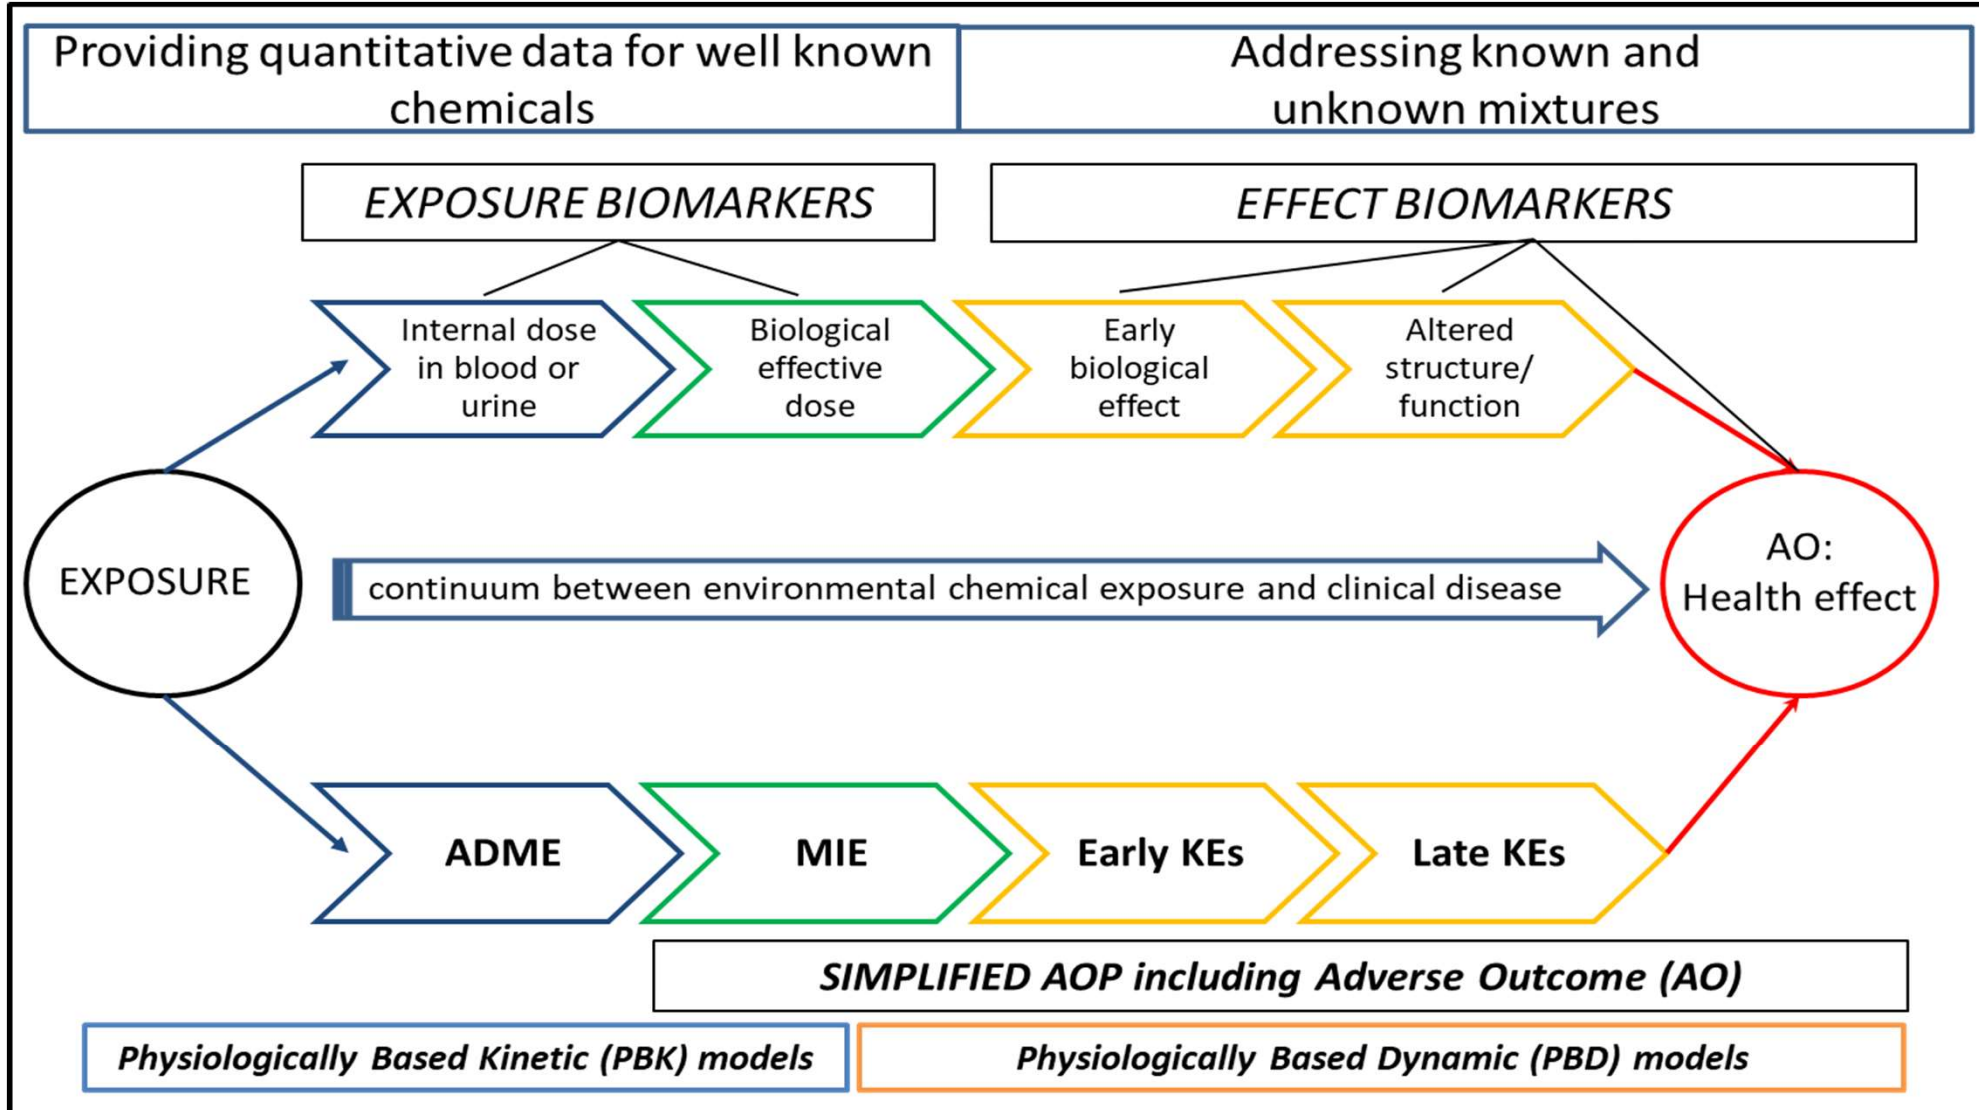 Providing quantitative data for well known
chemicals
Addressing known and
unknown mixtures
EXPOSURE BIOMARKERS
EFFECT BIOMARKERS
Internal dose
in blood or
urine
Biological
effective
dose
Early
biological
effect
Altered
structure/
function
EXPOSURE
continuum between environmental chemical exposure and clinical disease
AO:
Health effect
ADME
MIE
Early KEs
Late KEs
SIMPLIFIED AOP including Adverse Outcome (AO)
Physiologically Based Kinetic (PBK) models
Physiologically Based Dynamic (PBD) models